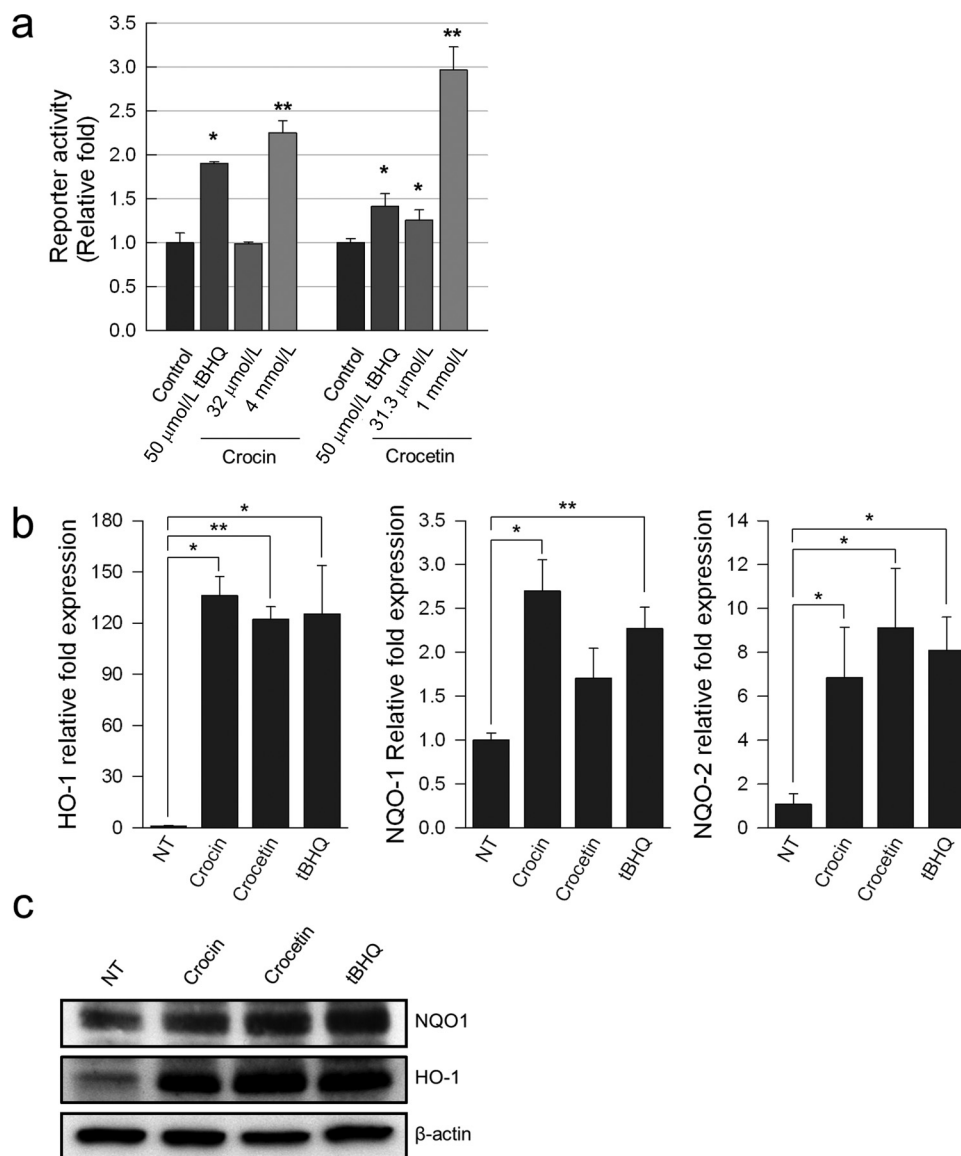 a
Reporter activity
(Relative fold)
3.5
3.0
2.5
2.0
1.5
1.0
0.5
0.0
*
**
*
*
**
Control
50 μmol/L tBHQ
32 μmol/L
4 mmol/L
Crocin
Control
50 μmol/L tBHQ
31.3 μmol/L
1 mmol/L
Crocetin
b
HO-1 relative fold expression
180
150
120
90
60
30
0
*
**
*
NT
Crocin
Crocetin
tBHQ
NQO-1 Relative fold expression
3.5
3.0
2.5
2.0
1.5
1.0
0.5
0.0
*
**
NT
Crocin
Crocetin
tBHQ
NQO-2 relative fold expression
14
12
10
8
6
4
2
0
*
*
*
NT
Crocin
Crocetin
tBHQ
c
NT
Crocin
Crocetin
tBHQ
NQO1
HO-1
β-actin